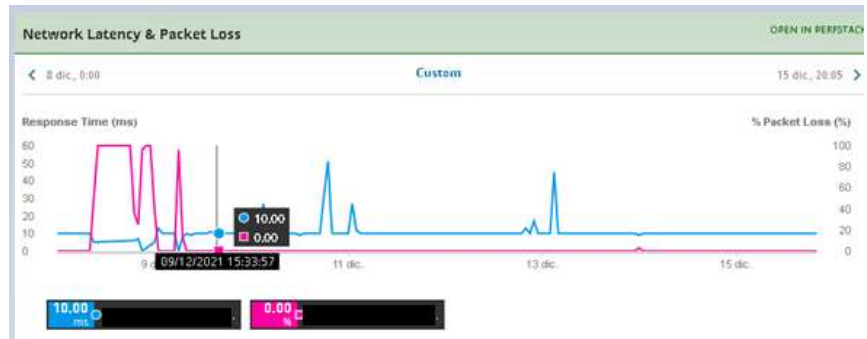 Network Latency & Packet Loss
OPEN IN PERFSTACK
8 dic., 0:00
Custom
15 dic., 20:05
Response Time (ms)
% Packet Loss (%)
60
50
40
30
20
10
0
100
80
60
40
20
0
10.00
0.00
09/12/2021 15:33:57
11 dic.
13 dic.
15 dic.
10.00
ms
0.00
%